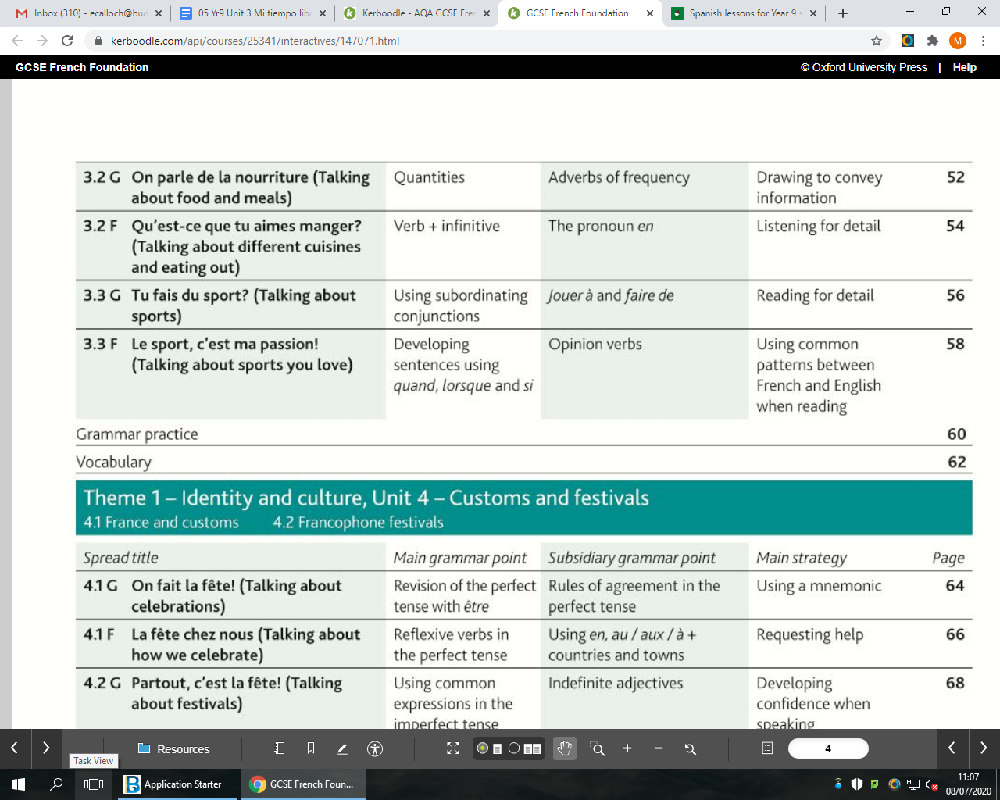 Inbox (310) - ecalloch@bud
05 Yr9 Unit 3 Mi tiempo libr
Kerboodle - AQA GCSE Fren
GCSE French Foundation
Spanish lessons for Year 9 s
kerboodle.com/api/courses/25341/interactives/147071.html
M
GCSE French Foundation
© Oxford University Press | Help
3.2 G On parle de la nourriture (Talking Quantities Adverbs of frequency Drawing to convey 52
about food and meals) information
3.2 F Qu'est-ce que tu aimes manger? Verb + infinitive The pronoun en Listening for detail 54
(Talking about different cuisines
and eating out)
3.3 G Tu fais du sport? (Talking about Using subordinating Jouer à and faire de Reading for detail 56
sports) conjunctions
3.3 F Le sport, c'est ma passion! Developing Opinion verbs Using common 58
(Talking about sports you love) sentences using patterns between
quand, lorsque and si French and English
when reading
Grammar practice 60
Vocabulary 62
Theme 1 – Identity and culture, Unit 4 – Customs and festivals
4.1 France and customs 4.2 Francophone festivals
Spread title Main grammar point Subsidiary grammar point Main strategy Page
4.1 G On fait la fête! (Talking about Revision of the perfect Rules of agreement in the Using a mnemonic 64
celebrations) tense with être perfect tense
4.1 F La fête chez nous (Talking about Reflexive verbs in Using en, au / aux / à + Requesting help 66
how we celebrate) the perfect tense countries and towns
4.2 G Partout, c'est la fête! (Talking Using common Indefinite adjectives Developing 68
about festivals) expressions in the confidence when
imperfect tense speaking
Resources
4
Task View
Application Starter
GCSE French Foun...
11:07
08/07/2020